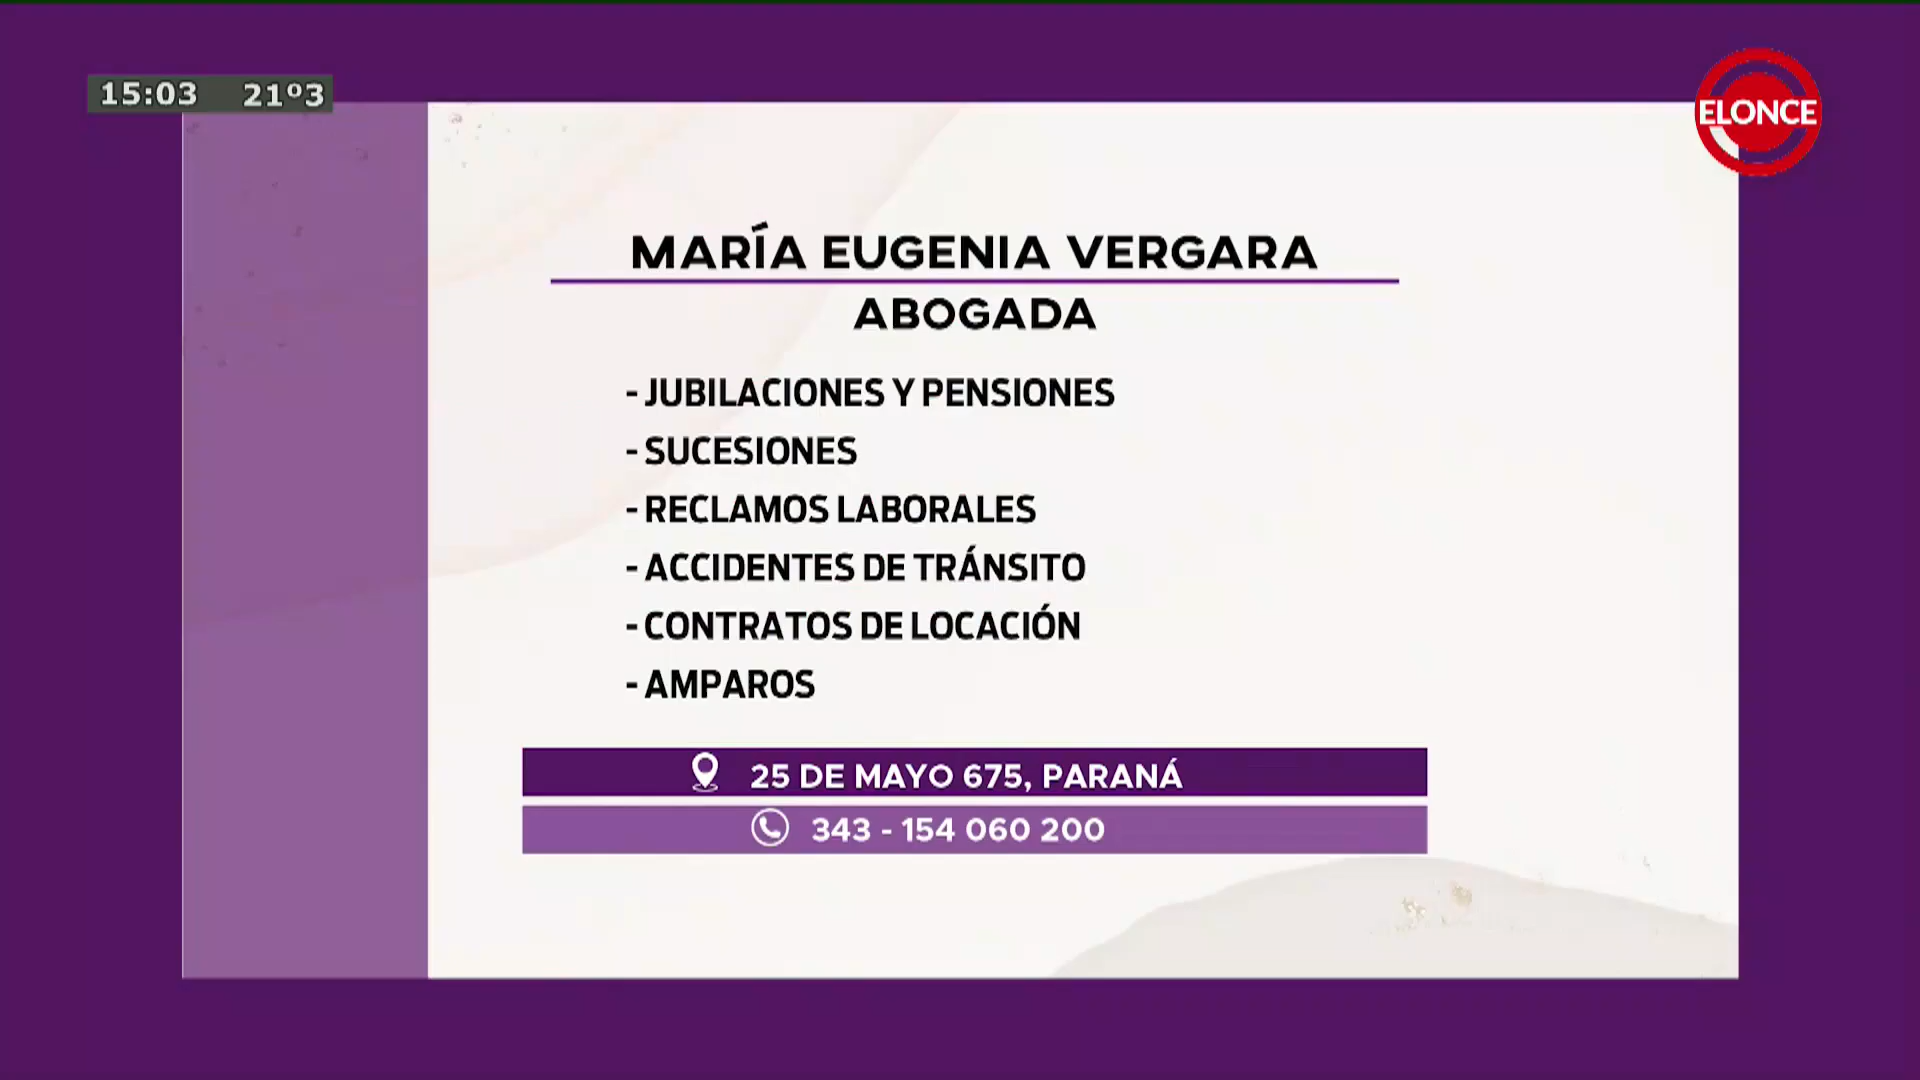 15:03 21º3
ELONCE
MARÍA EUGENIA VERGARA
ABOGADA
- JUBILACIONES Y PENSIONES
- SUCESIONES
- RECLAMOS LABORALES
- ACCIDENTES DE TRÁNSITO
- CONTRATOS DE LOCACIÓN
- AMPAROS
25 DE MAYO 675, PARANÁ
343 - 154 060 200